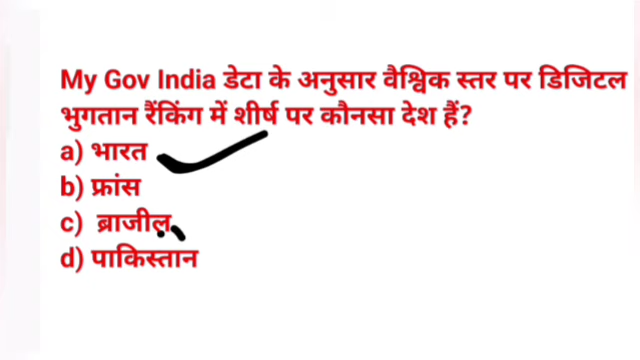 My Gov India डेटा के अनुसार वैश्विक स्तर पर डिजिटल
भुगतान रैंकिंग में शीर्ष पर कौनसा देश हैं?
a) भारत
b) फ्रांस
c) ब्राजील
d) पाकिस्तान